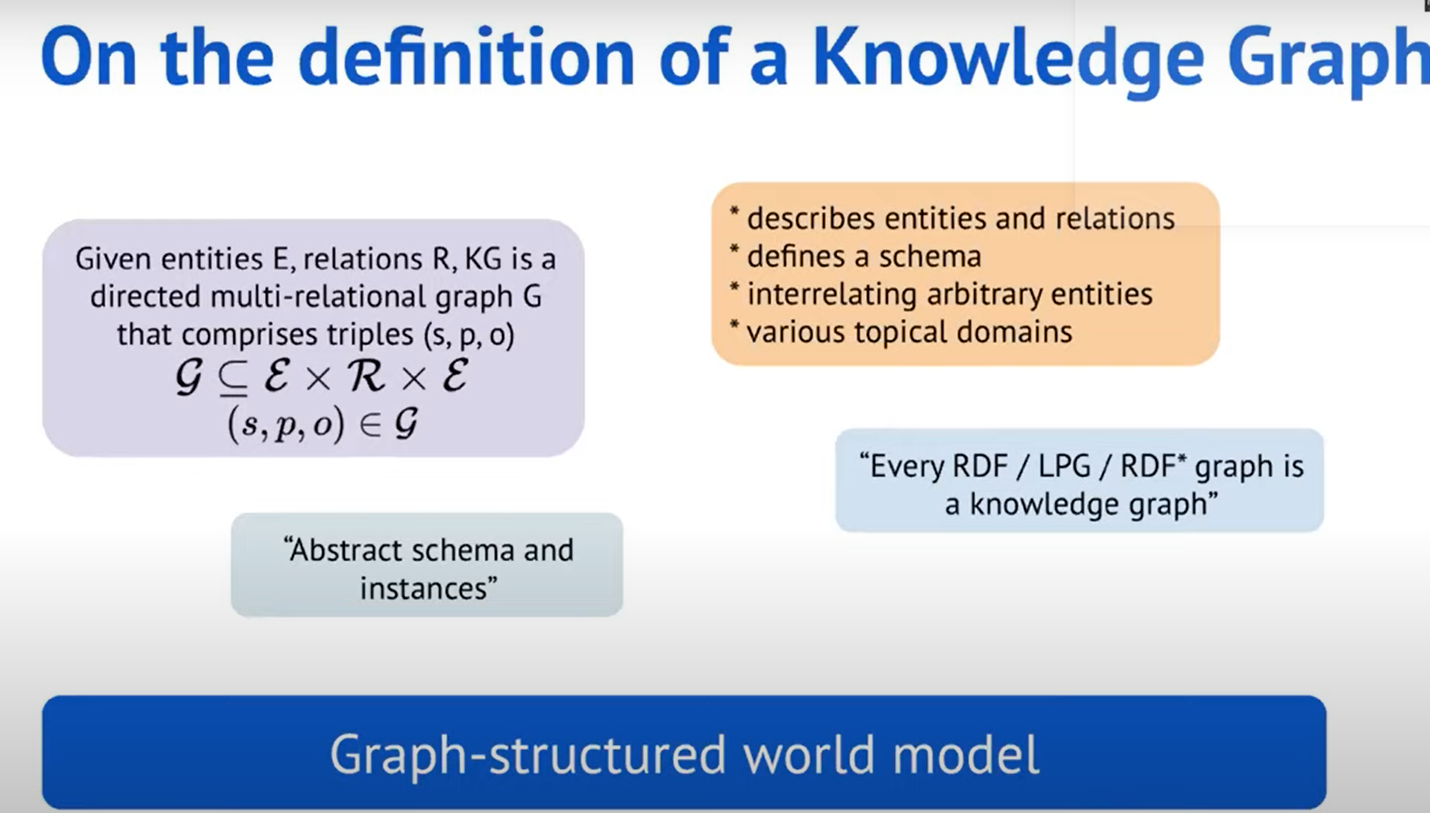 On the definition of a Knowledge Graph
Given entities E, relations R, KG is a
directed multi-relational graph G
that comprises triples (s, p, o)
𝒢 ⊆ ℰ × ℛ × ℰ
(s, p, o) ∈ 𝒢
* describes entities and relations
* defines a schema
* interrelating arbitrary entities
* various topical domains
“Every RDF / LPG / RDF* graph is
a knowledge graph”
“Abstract schema and
instances”
Graph-structured world model